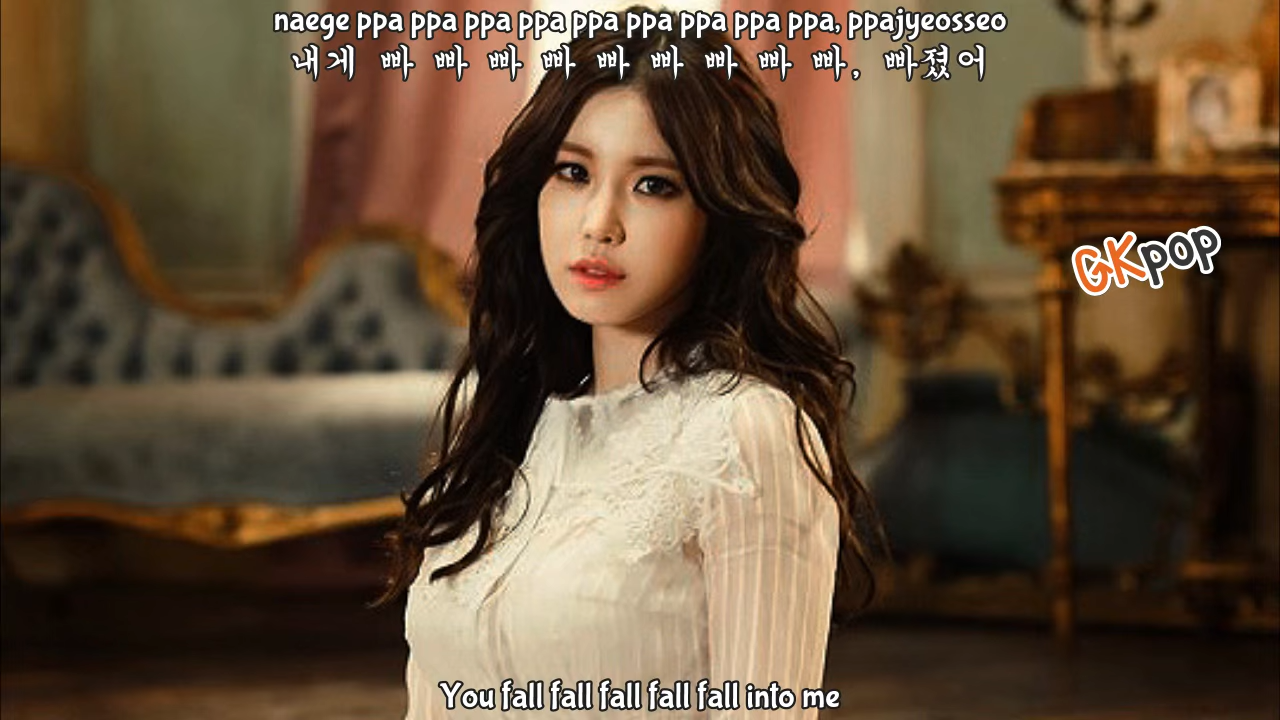 naege ppa ppa ppa ppa ppa ppa ppa ppa ppa, ppajyeosseo
내게 빠 빠 빠 빠 빠 빠 빠 빠 빠, 빠졌어
GKpop
You fall fall fall fall fall into me